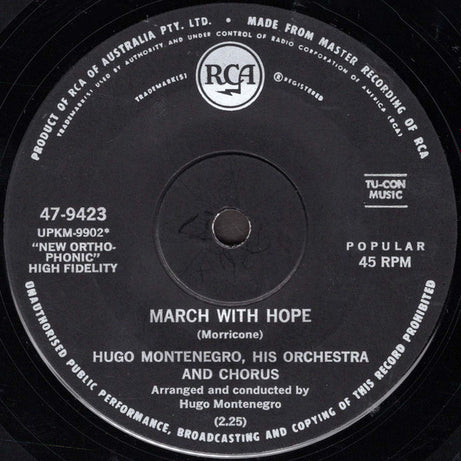 PRODUCT OF RCA OF AUSTRALIA PTY. LTD. • MADE FROM MASTER RECORDING OF RCA
TRADEMARK(S) USED BY AUTHORITY AND UNDER CONTROL OF RADIO CORPORATION OF AMERICA (RCA)
RCA
TRADEMARK(S) ® REGISTERED
47-9423
UPKM-9902*
"NEW ORTHO-
PHONIC"
HIGH FIDELITY
TU-CON
MUSIC
POPULAR
45 RPM
MARCH WITH HOPE
(Morricone)
HUGO MONTENEGRO, HIS ORCHESTRA
AND CHORUS
Arranged and conducted by
Hugo Montenegro
(2.25)
UNAUTHORISED PUBLIC PERFORMANCE, BROADCASTING AND COPYING OF THIS RECORD PROHIBITED